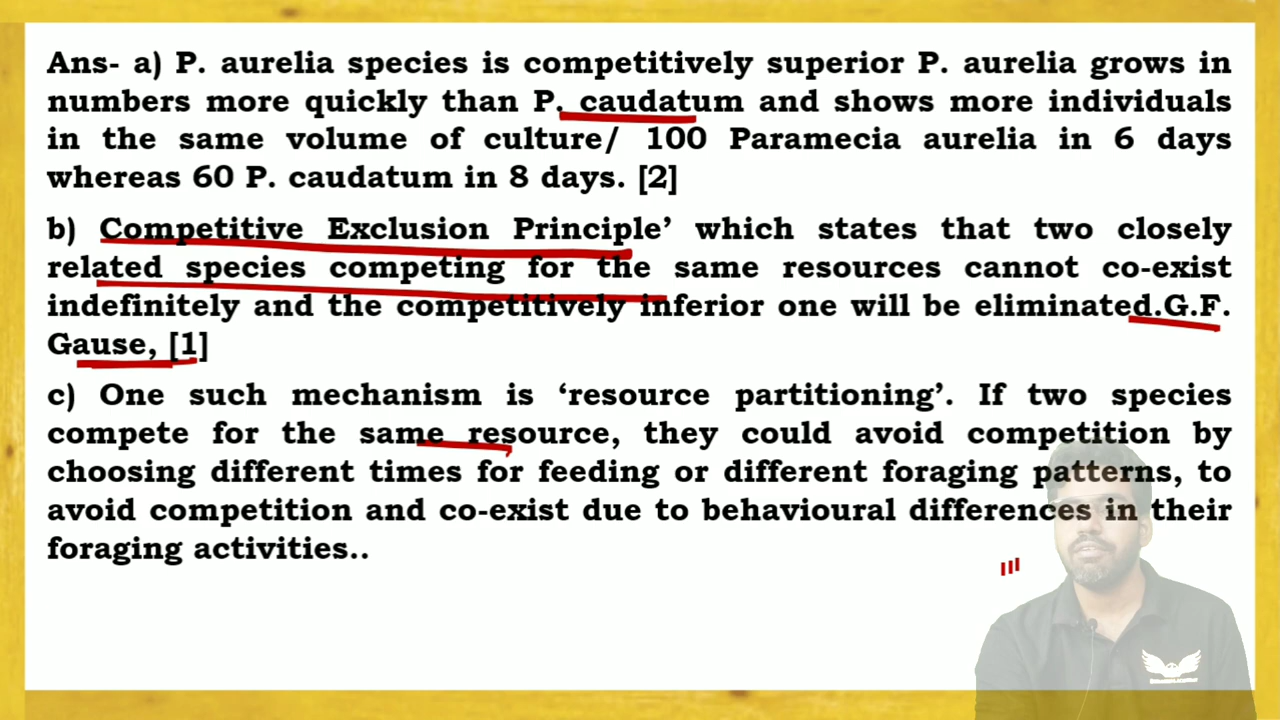 Ans- a) P. aurelia species is competitively superior P. aurelia grows in
numbers more quickly than P. caudatum and shows more individuals
in the same volume of culture/ 100 Paramecia aurelia in 6 days
whereas 60 P. caudatum in 8 days. [2]
b) Competitive Exclusion Principle’ which states that two closely
related species competing for the same resources cannot co-exist
indefinitely and the competitively inferior one will be eliminated.G.F.
Gause, [1]
c) One such mechanism is ‘resource partitioning’. If two species
compete for the same resource, they could avoid competition by
choosing different times for feeding or different foraging patterns, to
avoid competition and co-exist due to behavioural differences in their
foraging activities..